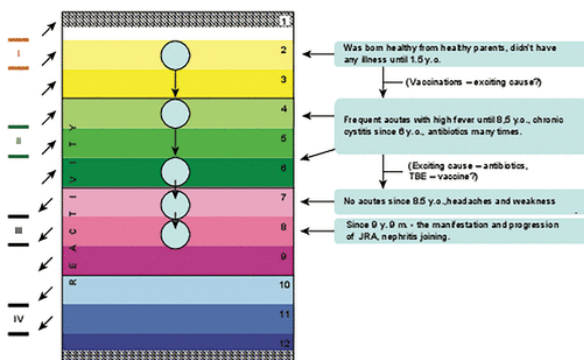 1
I
2
3
4
II
5
6
7
III
8
9
10
IV
11
12
REACTIVITY
Was born healthy from healthy parents, didn't have
any illness until 1.5 y.o.
(Vaccinations – exciting cause?)
Frequent acutes with high fever until 8,5 y.o., chronic
cystitis since 6 y.o., antibiotics many times.
(Exciting cause – antibiotics,
TBE – vaccine?)
No acutes since 8.5 y.o.,headaches and weakness
Since 9 y. 9 m. - the manifestation and progression
of JRA, nephritis joining.